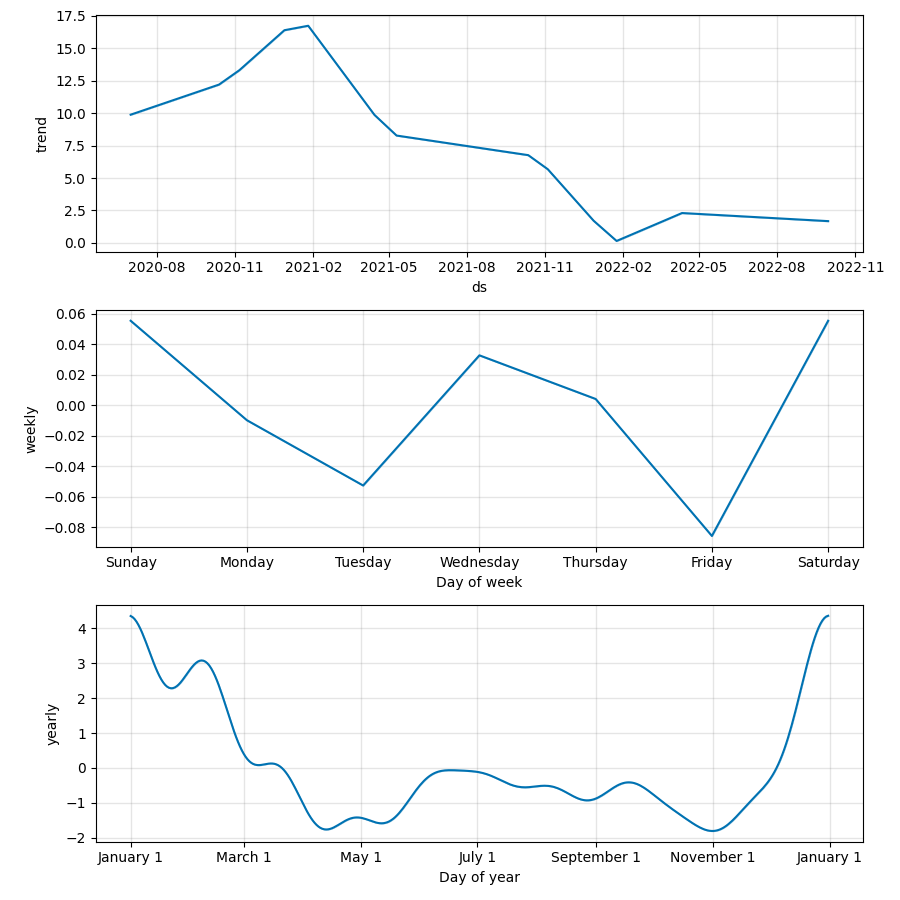 17.5
15.0
12.5
10.0
7.5
5.0
2.5
0.0
trend
2020-08 2020-11 2021-02 2021-05 2021-08 2021-11 2022-02 2022-05 2022-08 2022-11
ds
0.06
0.04
0.02
0.00
−0.02
−0.04
−0.06
−0.08
weekly
Sunday Monday Tuesday Wednesday Thursday Friday Saturday
Day of week
4
3
2
1
0
−1
−2
yearly
January 1 March 1 May 1 July 1 September 1 November 1 January 1
Day of year